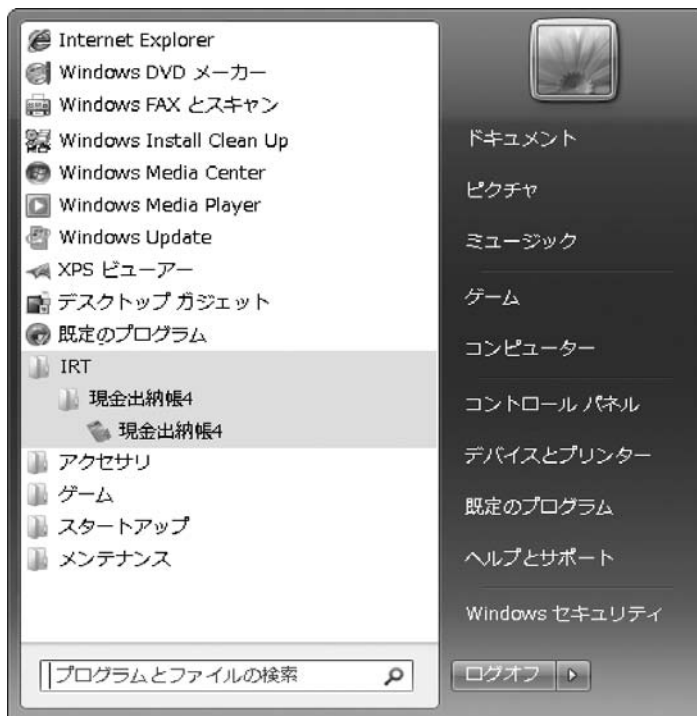 Internet Explorer
Windows DVD メーカー
Windows FAX とスキャン
Windows Install Clean Up
Windows Media Center
Windows Media Player
Windows Update
XPS ビューアー
デスクトップ ガジェット
既定のプログラム
IRT
現金出納帳4
現金出納帳4
アクセサリ
ゲーム
スタートアップ
メンテナンス
プログラムとファイルの検索
ドキュメント
ピクチャ
ミュージック
ゲーム
コンピューター
コントロール パネル
デバイスとプリンター
既定のプログラム
ヘルプとサポート
Windows セキュリティ
ログオフ